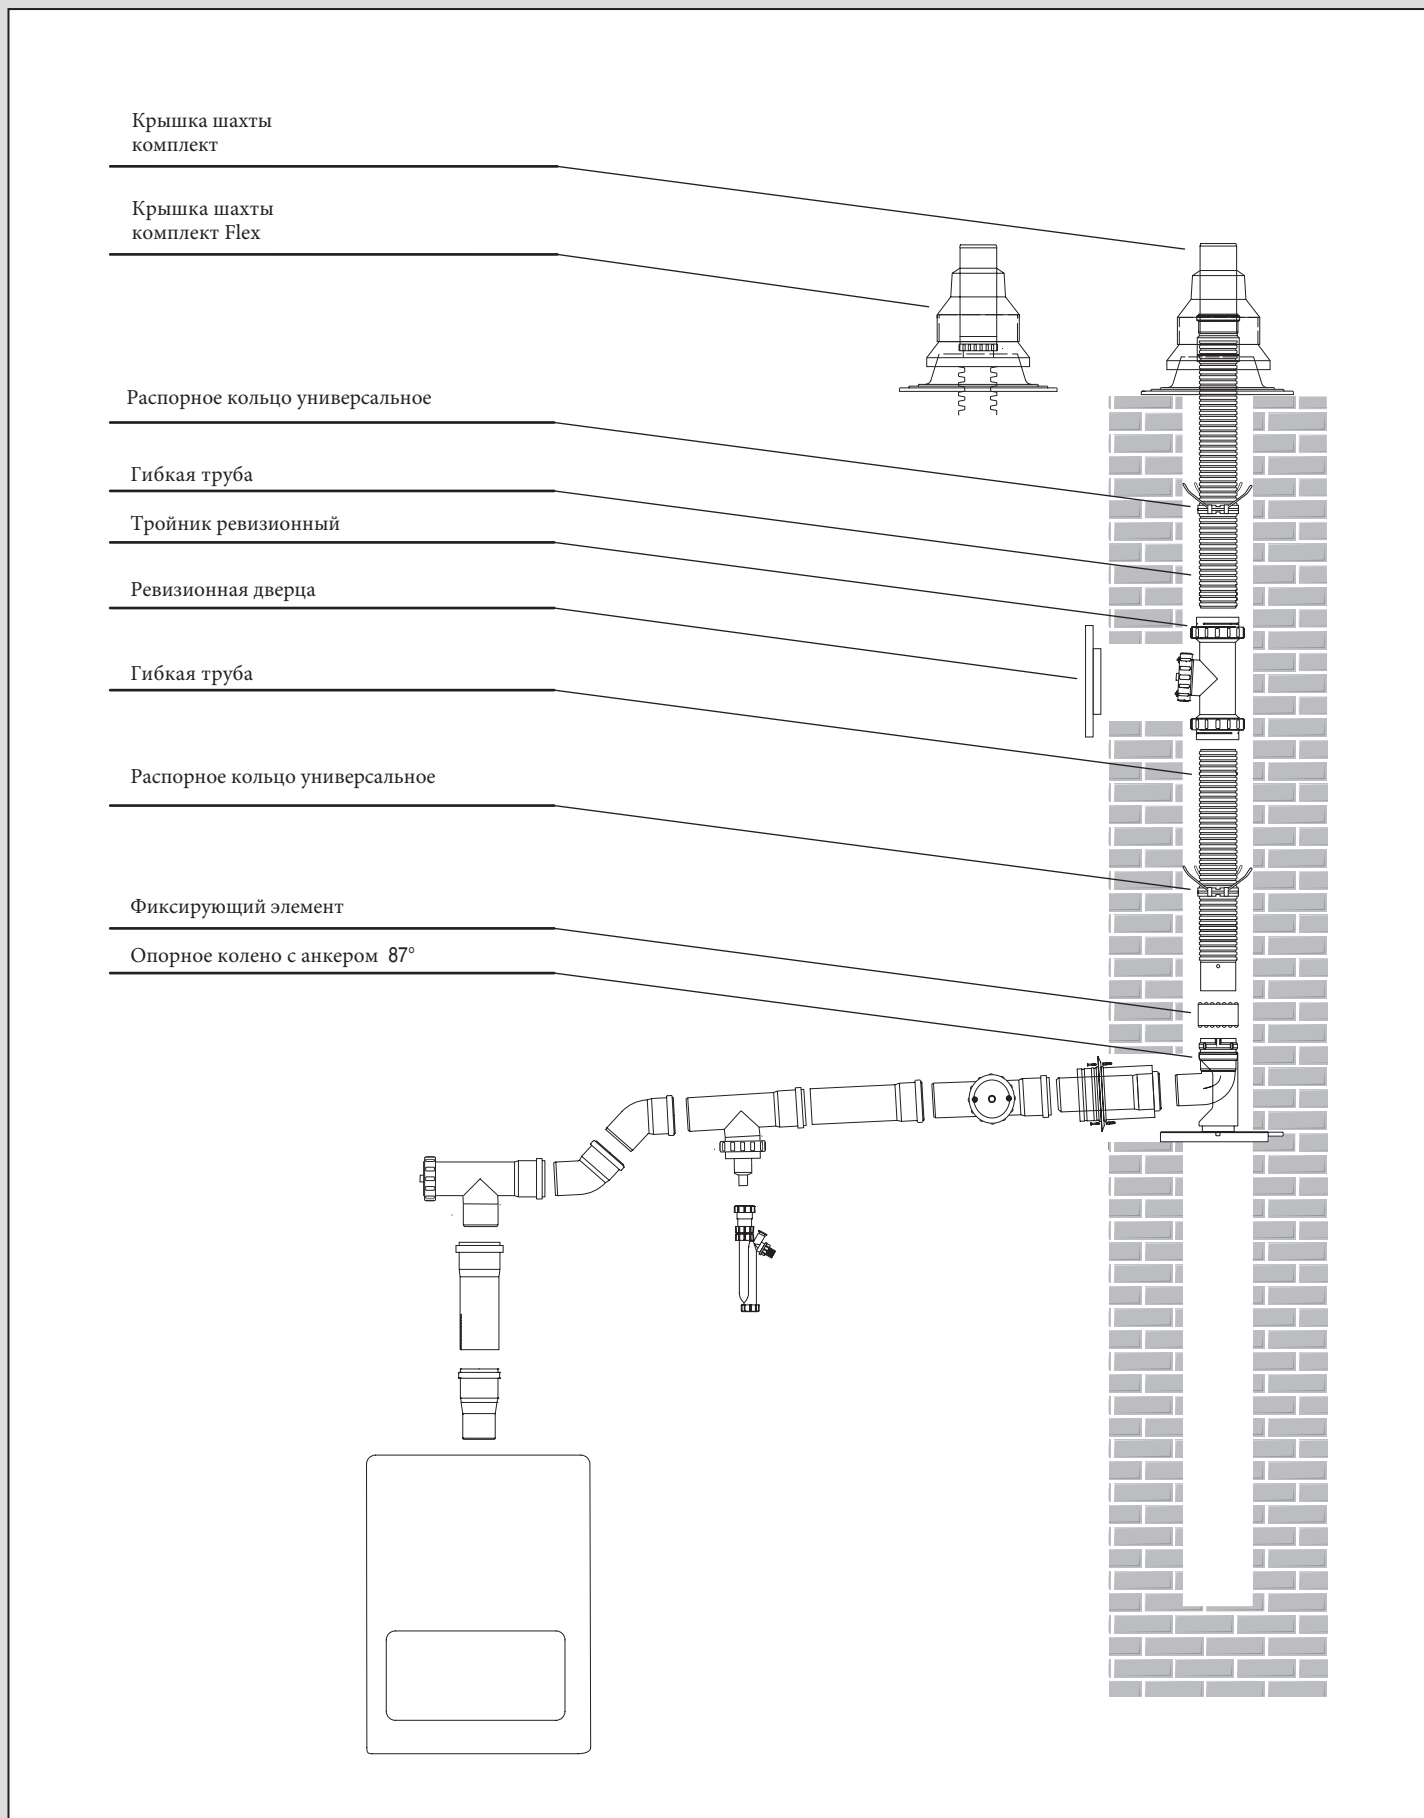 Крышка шахты
комплект
Крышка шахты
комплект Flex
Распорное кольцо универсальное
Гибкая труба
Тройник ревизионный
Ревизионная дверца
Гибкая труба
Распорное кольцо универсальное
Фиксирующий элемент
Опорное колено с анкером 87°